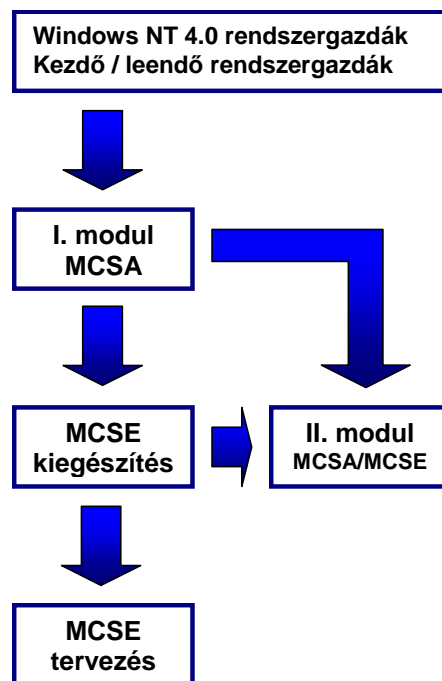 Windows NT 4.0 rendszergazdák
Kezdő / leendő rendszergazdák
I. modul
MCSA
MCSE
kiegészítés
II. modul
MCSA/MCSE
MCSE
tervezés